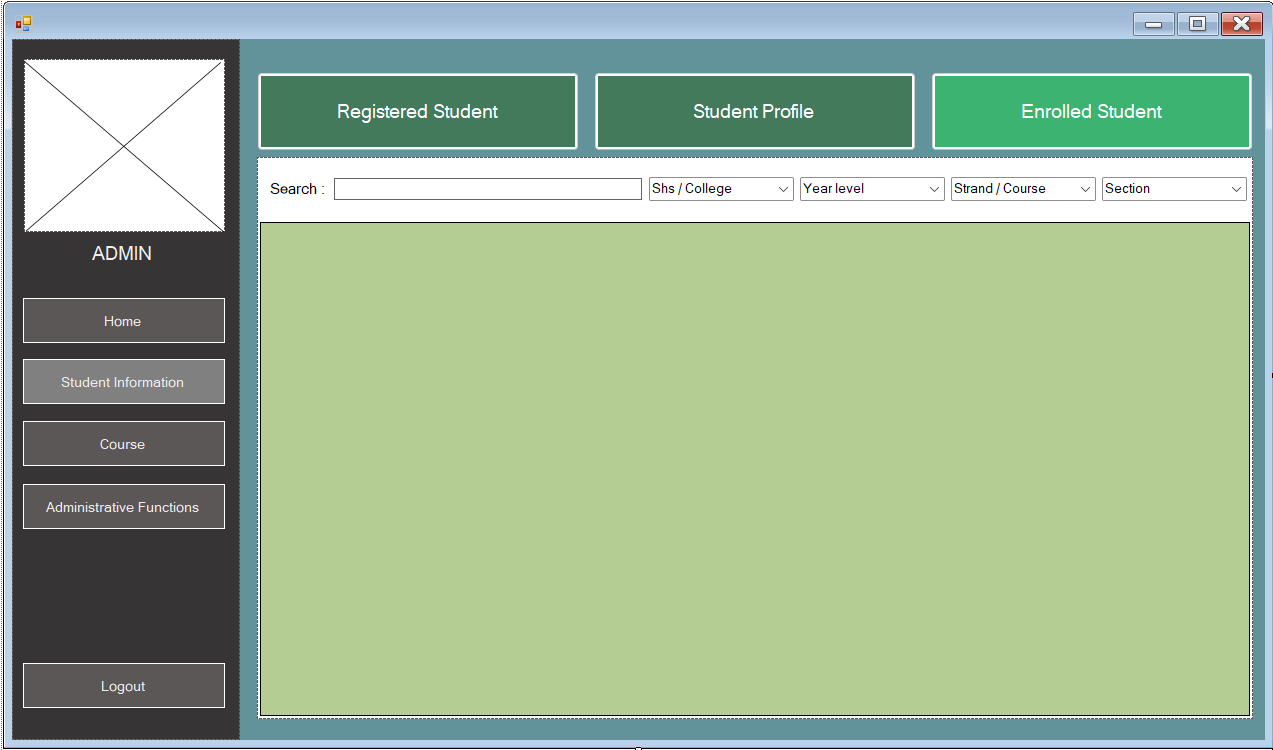 ADMIN
Home
Student Information
Course
Administrative Functions
Logout
Registered Student
Student Profile
Enrolled Student
Search :
Shs / College
Year level
Strand / Course
Section